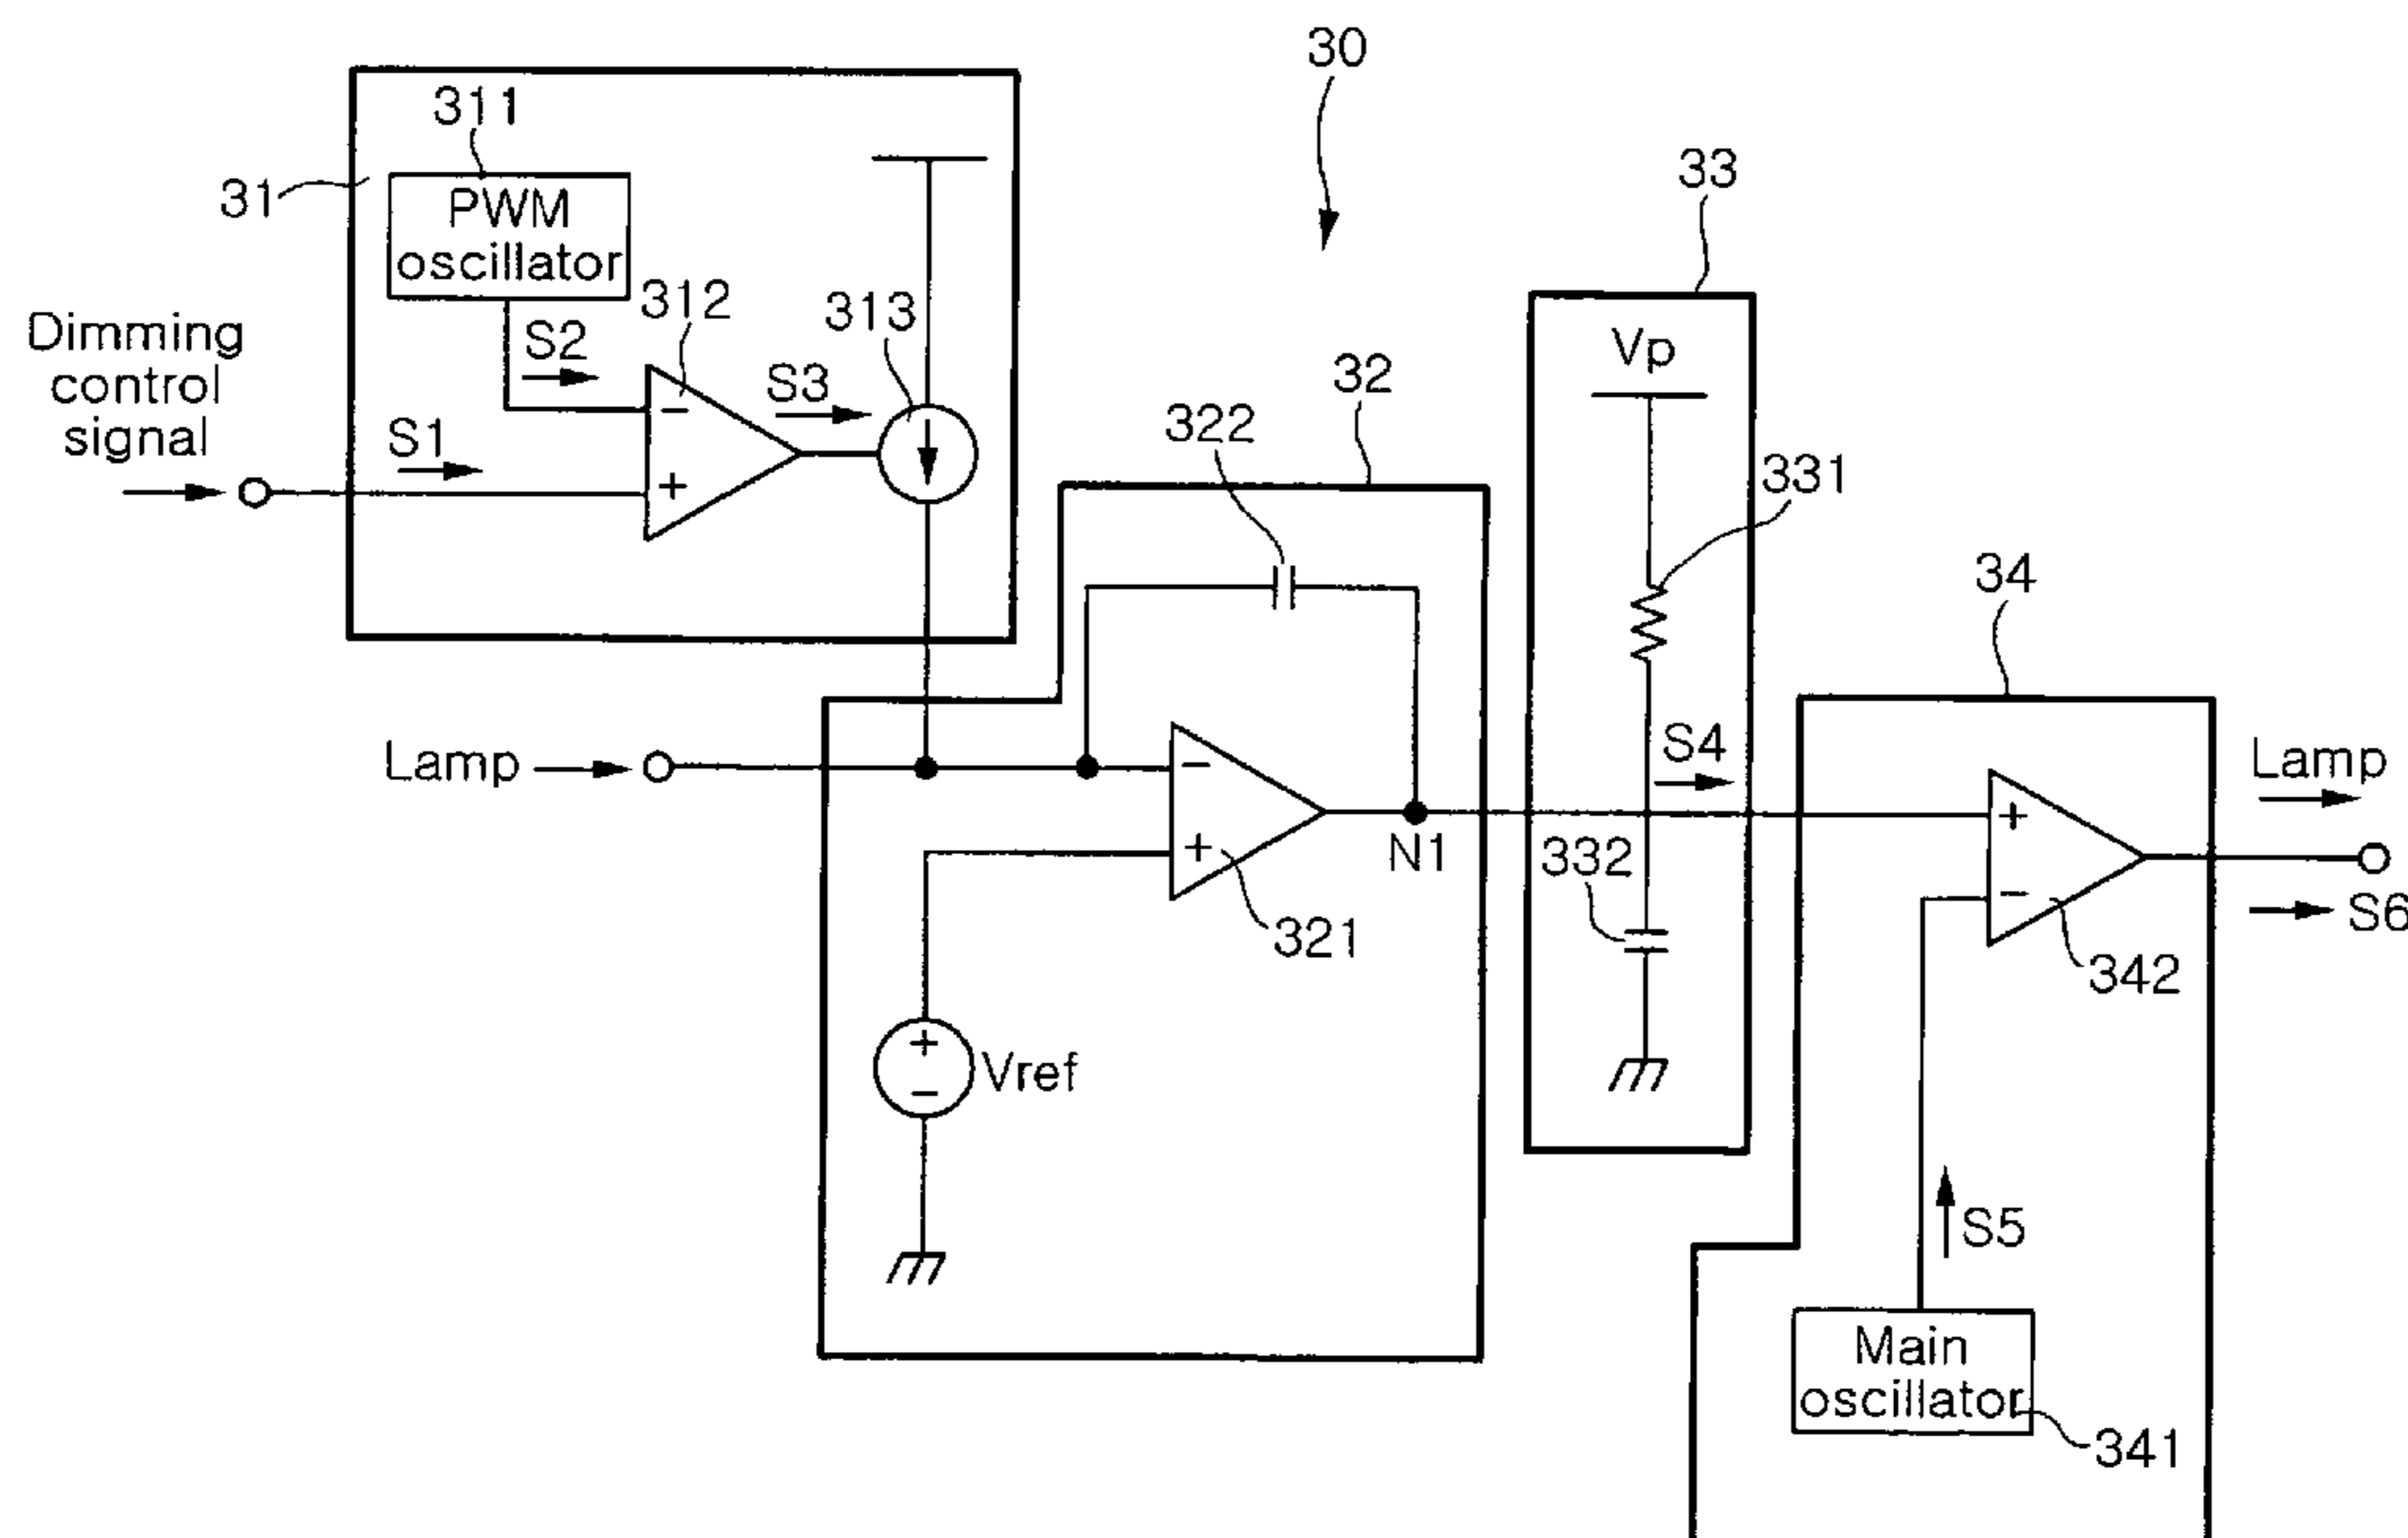 30
311
33
31
PWM
oscillator
312
313
Dimming
control
signal
S2
S3
Vp
32
S1
322
331
34
-
+
S4
Lamp
Lamp
-
+
N1
332
+
-
S6
321
342
+
-
Vref
S5
Main
oscillator
341